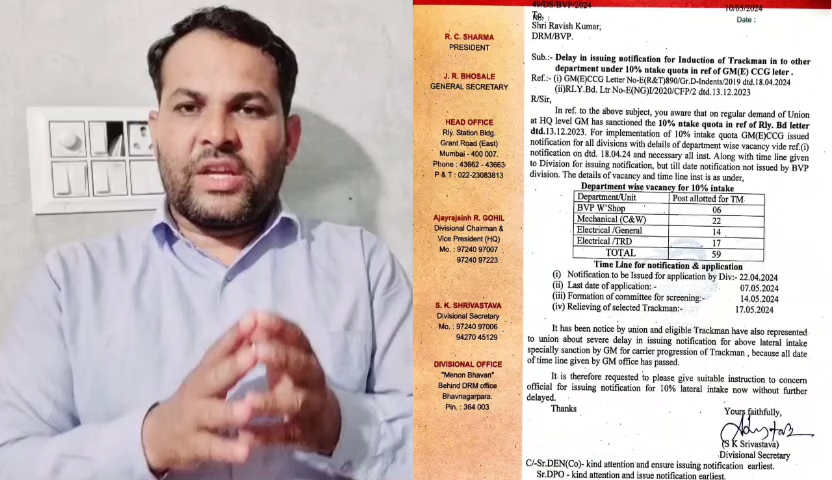 R. C. SHARMA
PRESIDENT
J. R. BHOSALE
GENERAL SECRETARY
HEAD OFFICE
Rly. Station Bldg.
Grant Road (East)
Mumbai - 400 007.
Phone : 43662 - 43663
P & T : 022-23083813
Ajayrajsinh R. GOHIL
Divisional Chairman &
Vice President (HQ)
Mo. : 97240 97007
97240 97223
S. K. SHRIVASTAVA
Divisional Secretary
Mo. : 97240 97006
94270 45129
DIVISIONAL OFFICE
"Menon Bhavan"
Behind DRM office
Bhavnagarpara.
Pin. : 364 003
49/DS/BVP/2024
10/05/2024
To,
Date :
Shri Ravish Kumar,
DRM/BVP.
Sub.:- Delay in issuing notification for Induction of Trackman in to other
department under 10% ntake quota in ref of GM(E) CCG leter .
Ref.:- (i) GM(E)CCG Letter No-E(R&T)890/Gr.D-Indents/2019 dtd.18.04.2024
(ii)RLY.Bd. Ltr.No-E(NG)I/2020/CFP/2 dtd.13.12.2023
R/Sir,
In ref. to the above subject, you aware that on regular demand of Union
at HQ level GM has sanctioned the 10% ntake quota in ref of Rly. Bd letter
dtd.13.12.2023. For implementation of 10% intake quota GM(E)CCG issued
notification for all divisions with delails of department wise vacancy vide ref.(i)
notification on dtd. 18.04.24 and necessary all inst. Along with time line given
to Division for issuing notification, but till date notification not issued by BVP
division. The details of vacancy and time line inst is as under,
Department wise vacancy for 10% intake
Department/Unit Post allotted for TM
BVP W'Shop 06
Mechanical (C&W) 22
Electrical /General 14
Electrical /TRD 17
TOTAL 59
Time Line for notification & application
(i) Notification to be Issued for application by Div:- 22.04.2024
(ii) Last date of application:- 07.05.2024
(iii) Formation of committee for screening:- 14.05.2024
(iv) Relieving of selected Trackman:- 17.05.2024
It has been notice by union and eligible Trackman have also represented
to union about severe delay in issuing notification for above lateral intake
specially sanction by GM for carrier progression of Trackman , because all date
of time line given by GM office has passed.
It is therefore requested to please give suitable instruction to concern
official for issuing notification for 10% lateral intake now without further
delayed.
Thanks Yours faithfully,
(S K Srivastava)
Divisional Secretary
C/-Sr.DEN(Co)- kind attention and ensure issuing notification earliest.
Sr.DPO - kind attention and issue notification earliest.